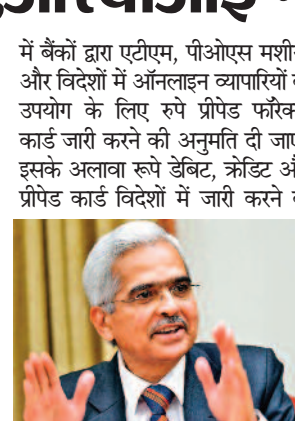 में बैंकों द्वारा एटीएम, पीओएस मशीन
और विदेशों में ऑनलाइन व्यापारियों
उपयोग के लिए रुपे प्रीपेड फॉरेक्स
कार्ड जारी करने की अनुमति दी जाए
इसके अलावा रूपे डेबिट, क्रेडिट
प्रीपेड कार्ड विदेशों में जारी करने